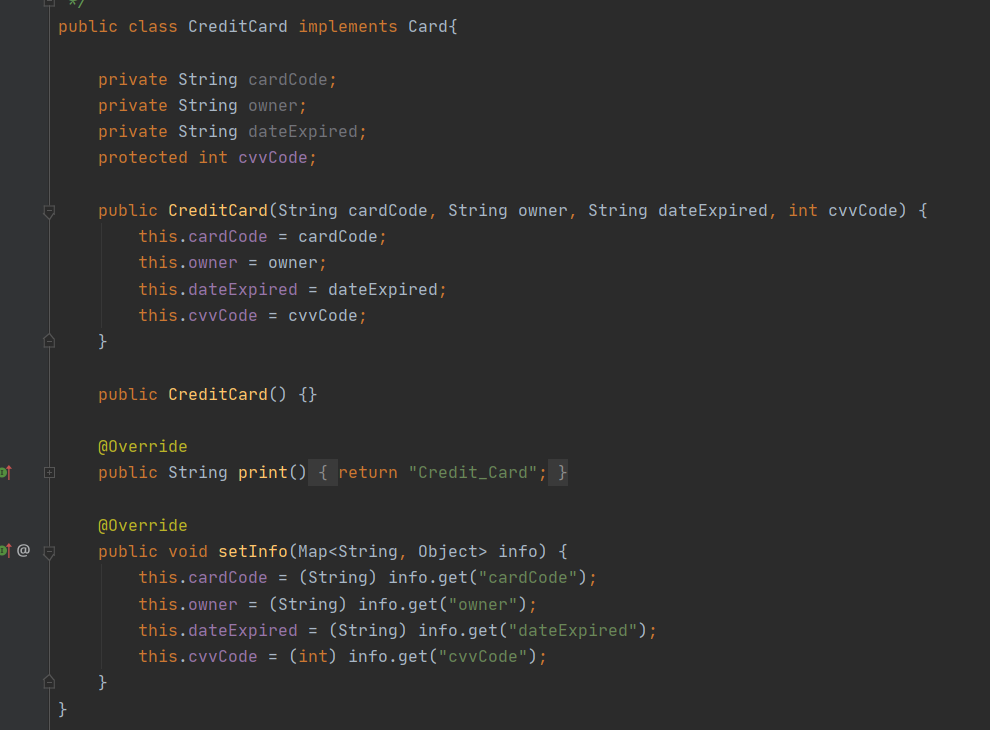 */
public class CreditCard implements Card{
private String cardCode;
private String owner;
private String dateExpired;
protected int cvvCode;
public CreditCard(String cardCode, String owner, String dateExpired, int cvvCode) {
this.cardCode = cardCode;
this.owner = owner;
this.dateExpired = dateExpired;
this.cvvCode = cvvCode;
}
public CreditCard() {}
@Override
public String print() { return "Credit_Card"; }
@Override
@ public void setInfo(Map<String, Object> info) {
this.cardCode = (String) info.get("cardCode");
this.owner = (String) info.get("owner");
this.dateExpired = (String) info.get("dateExpired");
this.cvvCode = (int) info.get("cvvCode");
}
}